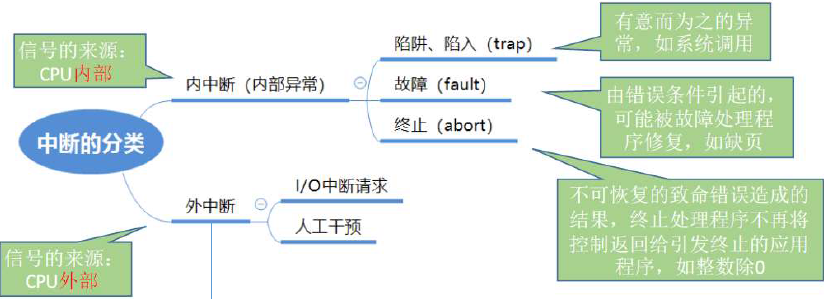 信号的来源：
CPU内部
中断的分类
内中断（内部异常）
陷阱、陷入（trap）
有意而为之的异
常，如系统调用
故障（fault）
由错误条件引起的，
可能被故障处理程
序修复，如缺页
终止（abort）
不可恢复的致命错误造成的
结果，终止处理程序不再将
控制返回给引发终止的应用
程序，如整数除0
外中断
I/O中断请求
人工干预
信号的来源：
CPU外部